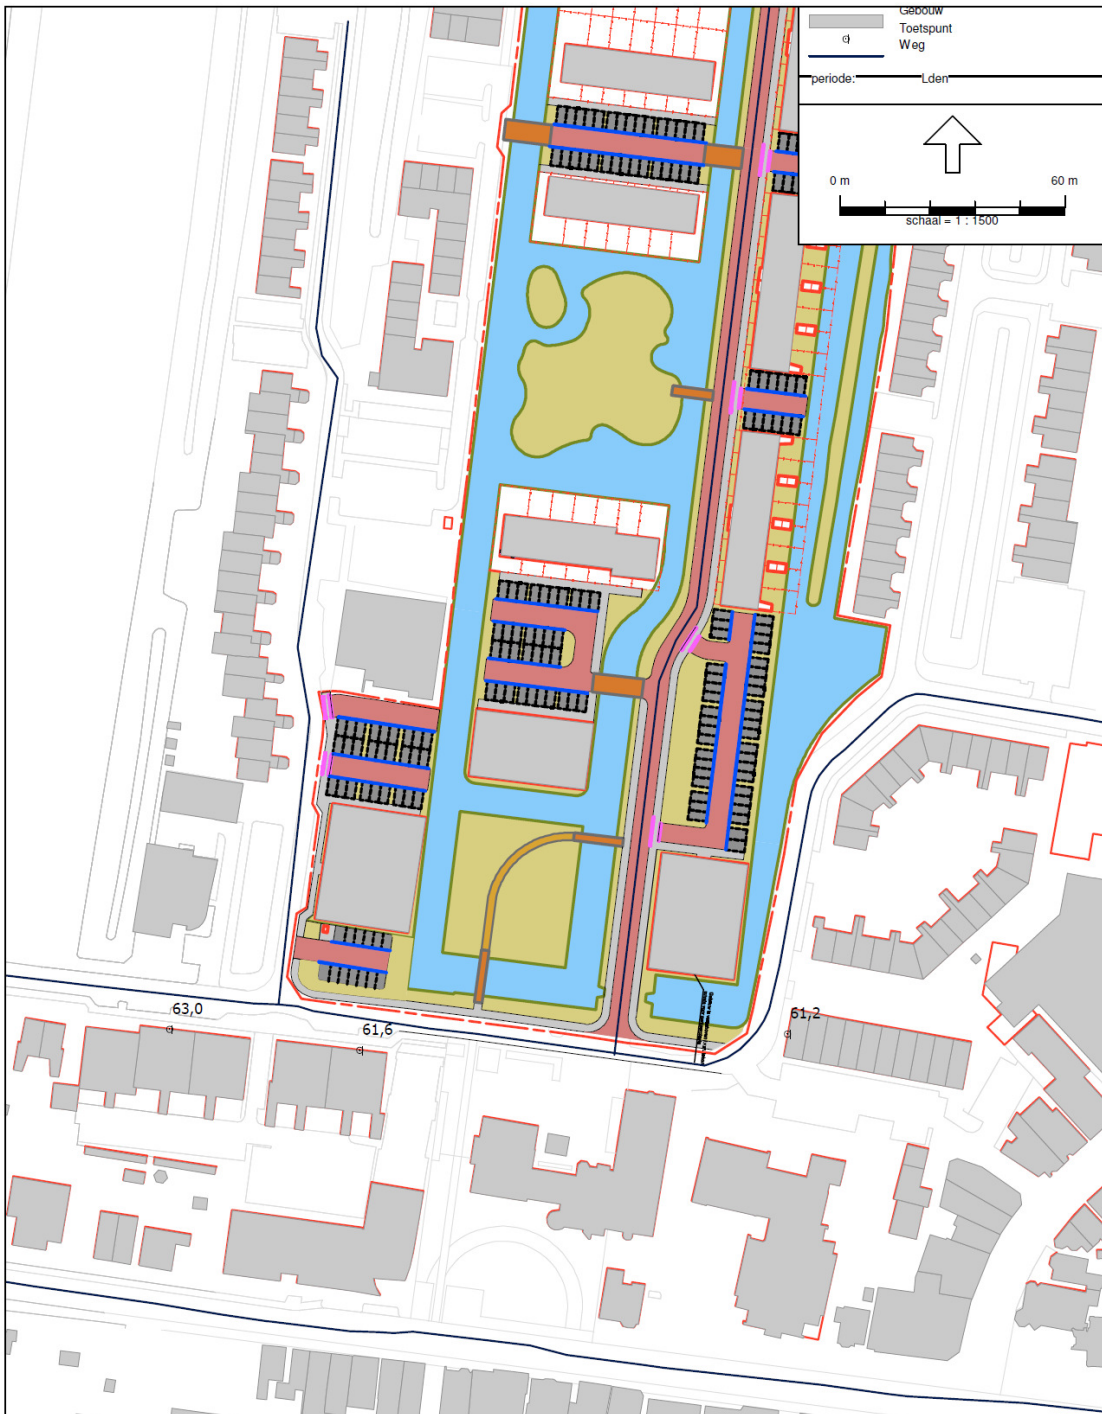 Gebouw
Toetspunt
Weg
periode: Lden
0 m 60 m
schaal = 1 : 1500
63,0
61,6
61,2